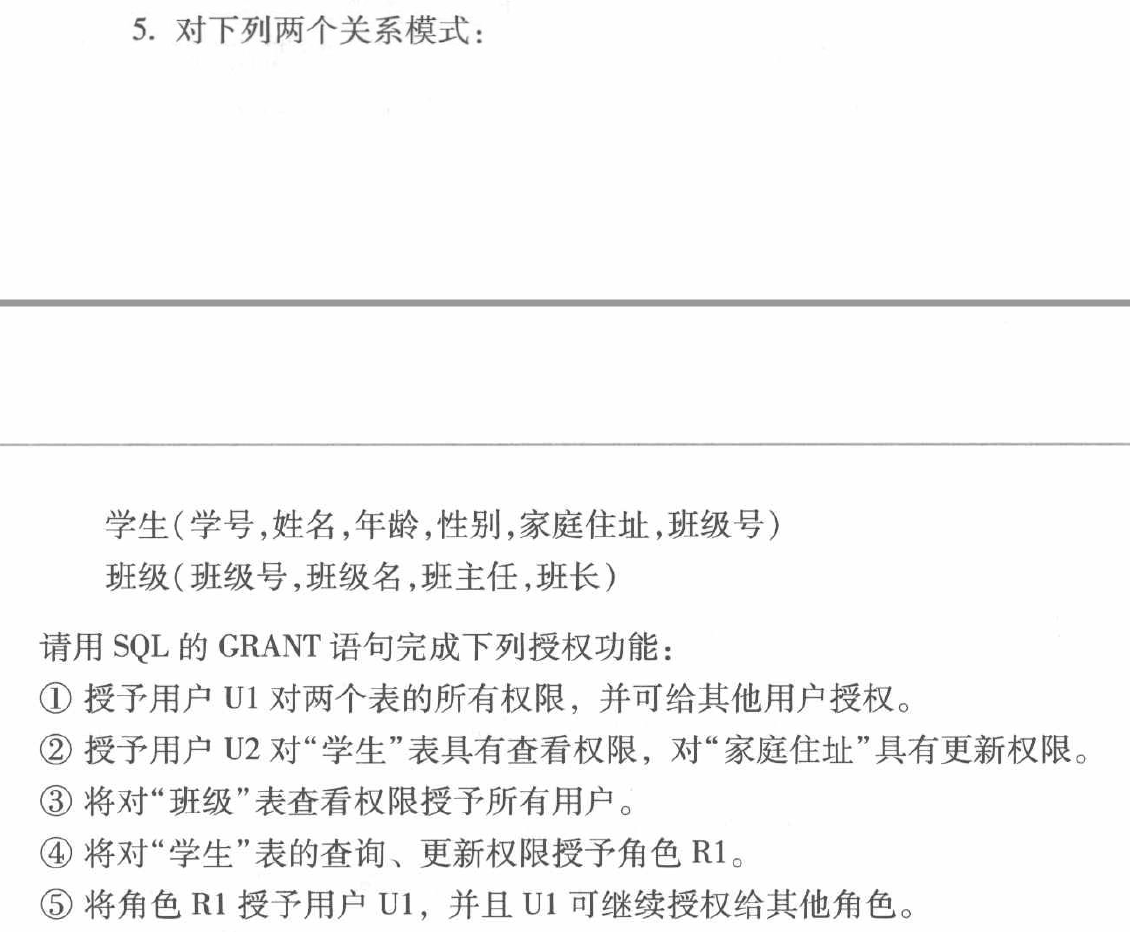 5. 对下列两个关系模式：
学生(学号,姓名,年龄,性别,家庭住址,班级号)
班级(班级号,班级名,班主任,班长)
请用 SQL 的 GRANT 语句完成下列授权功能：
① 授予用户 U1 对两个表的所有权限，并可给其他用户授权。
② 授予用户 U2 对“学生”表具有查看权限，对“家庭住址”具有更新权限。
③ 将对“班级”表查看权限授予所有用户。
④ 将对“学生”表的查询、更新权限授予角色 R1。
⑤ 将角色 R1 授予用户 U1，并且 U1 可继续授权给其他角色。